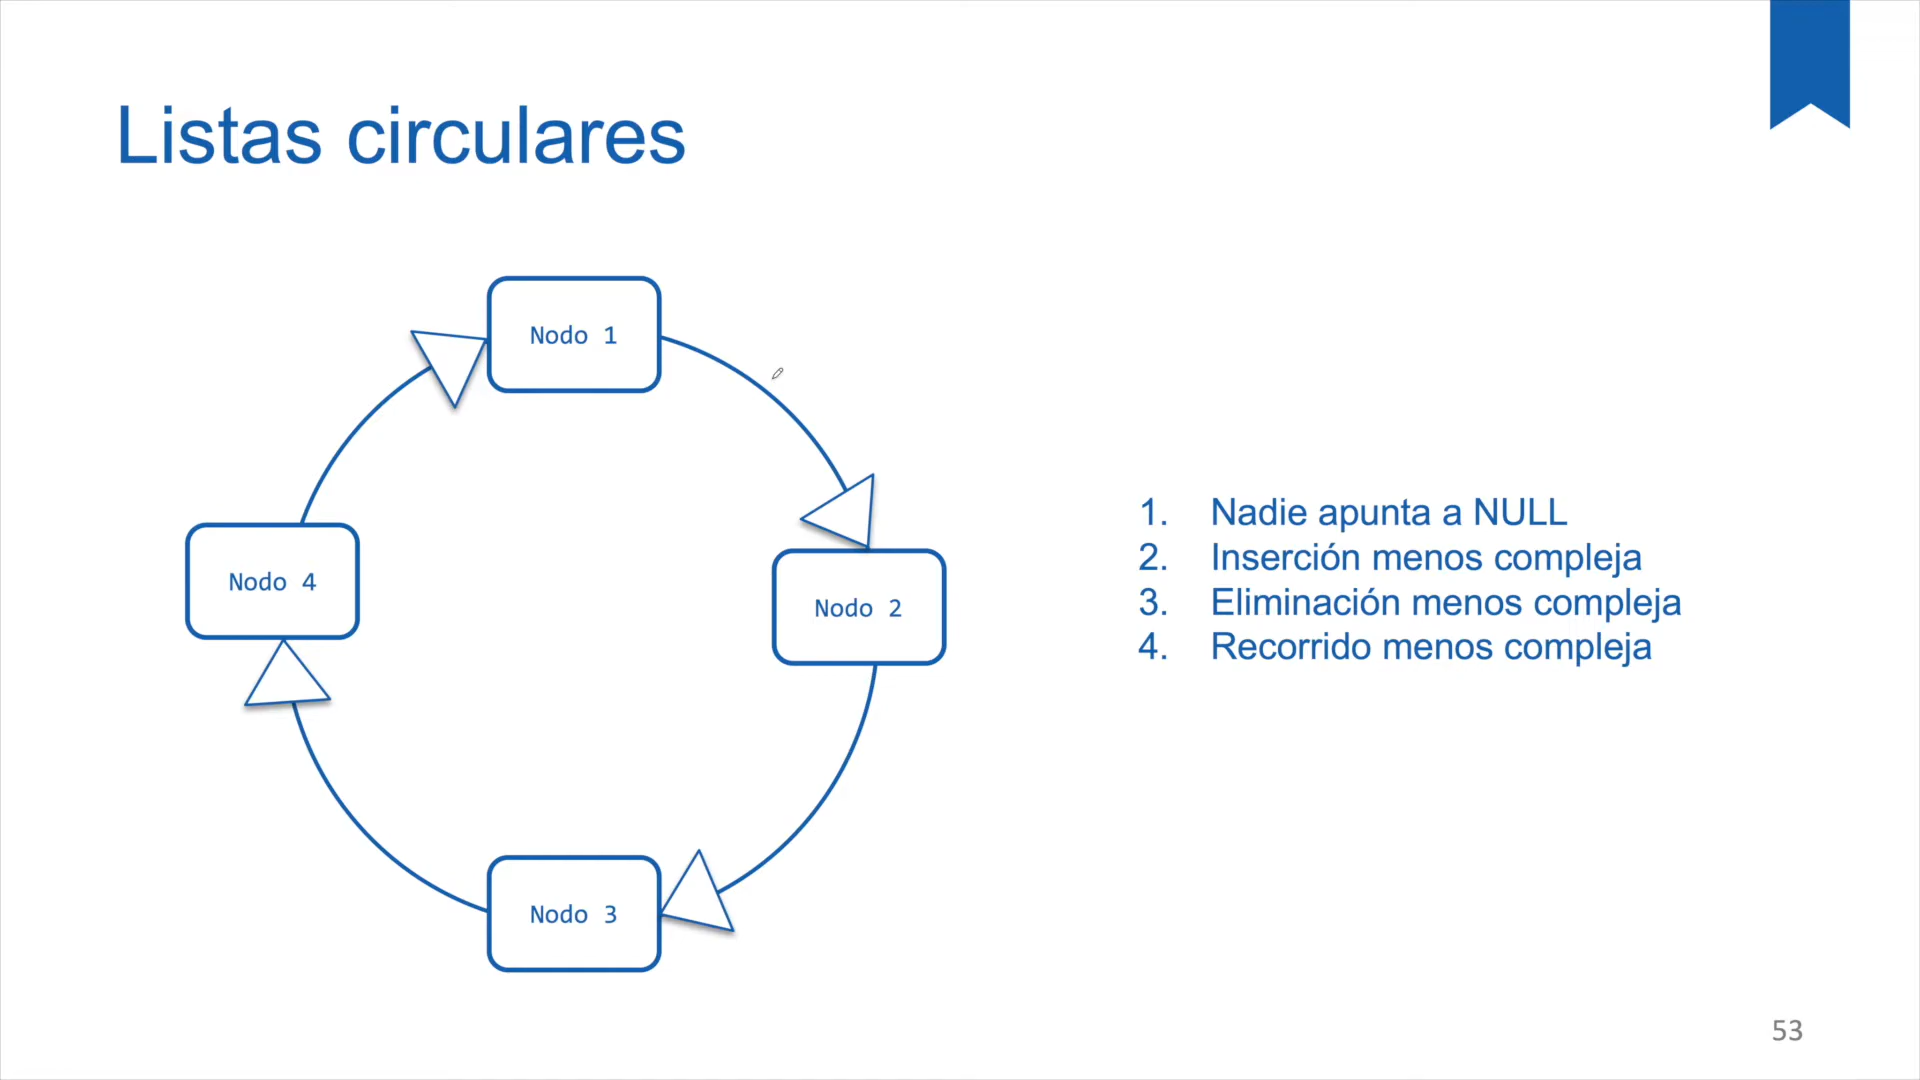 Listas circulares
Nodo 1
Nodo 4
Nodo 2
Nodo 3
1. Nadie apunta a NULL
2. Inserción menos compleja
3. Eliminación menos compleja
4. Recorrido menos compleja
53